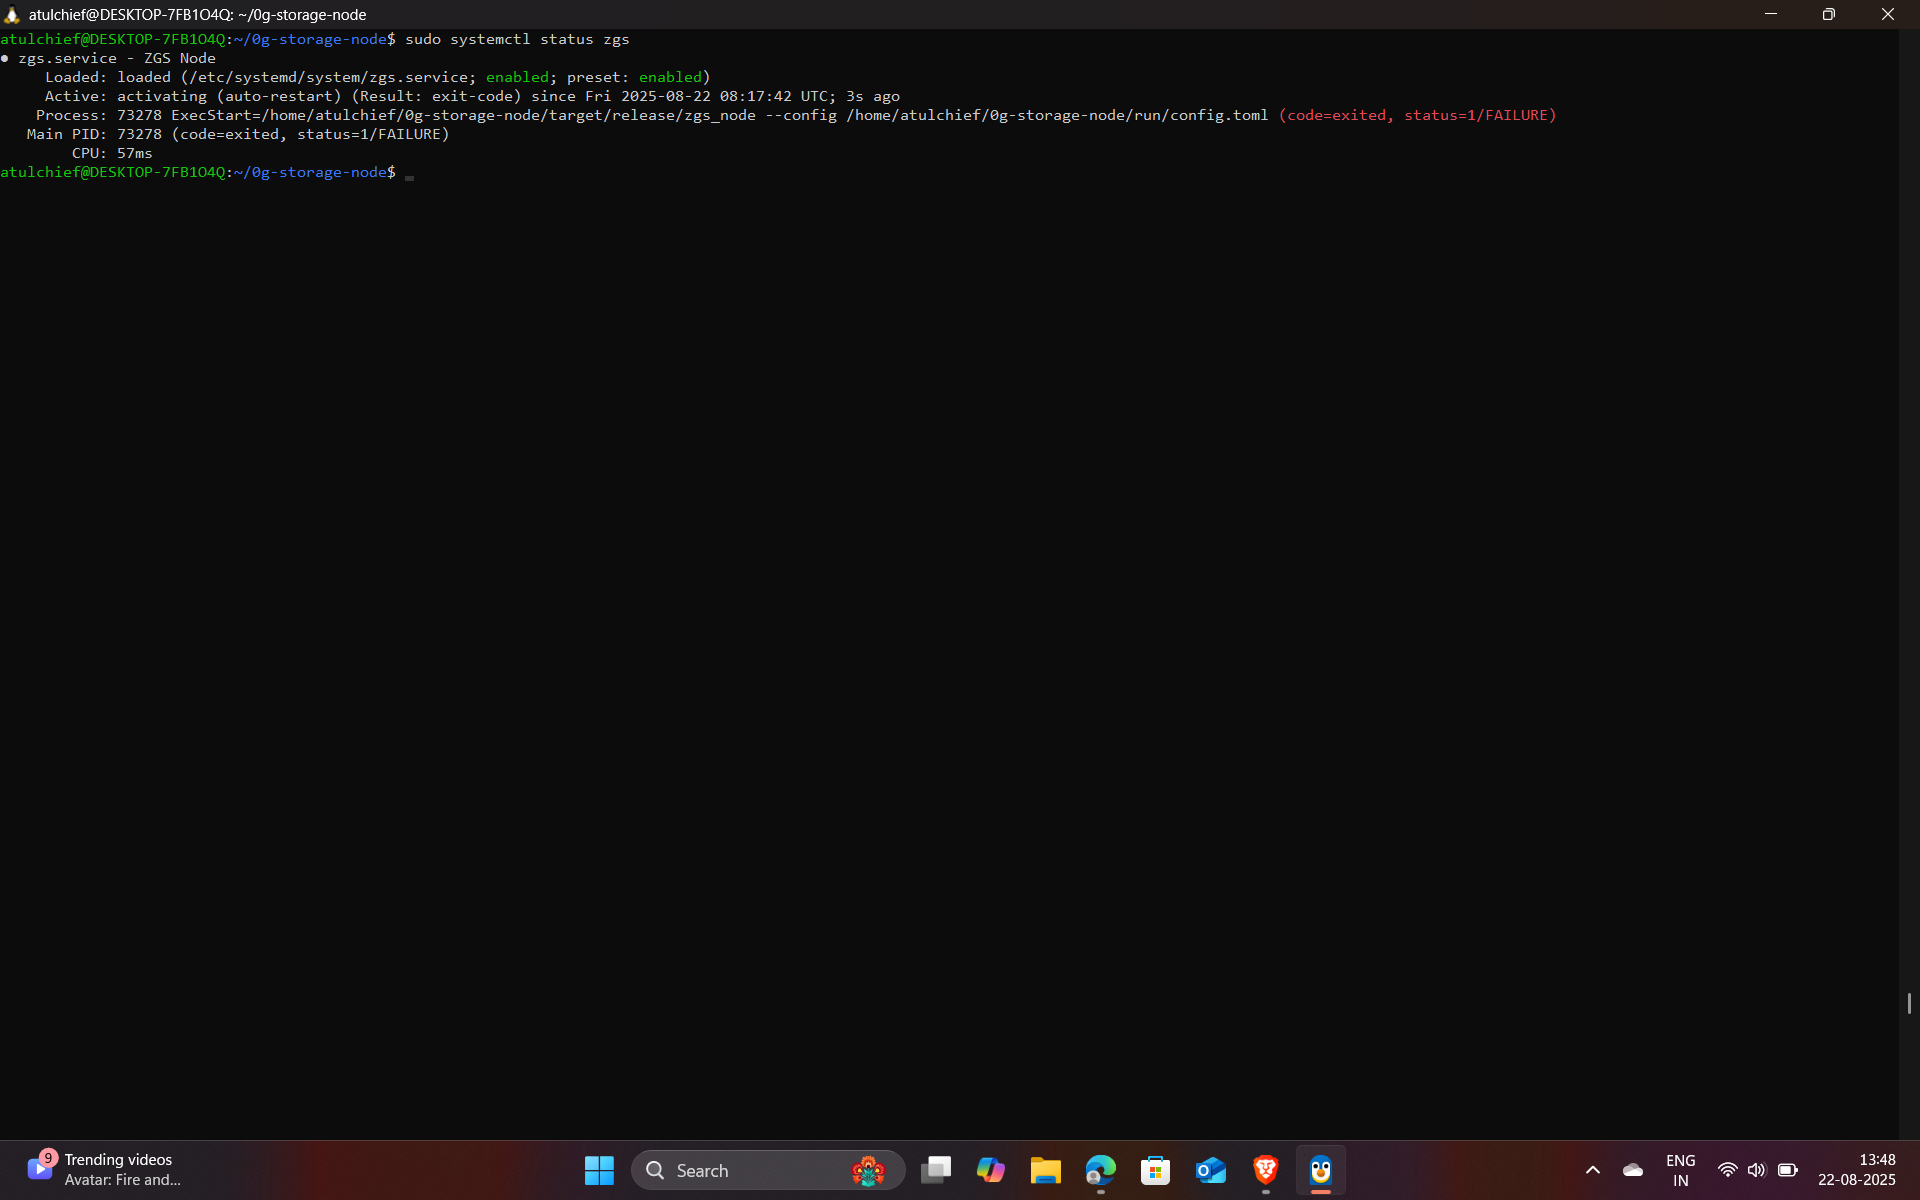 atulchief@DESKTOP-7FB1O4Q: ~/0g-storage-node
atulchief@DESKTOP-7FB1O4Q:~/0g-storage-node$ sudo systemctl status zgs
● zgs.service - ZGS Node
Loaded: loaded (/etc/systemd/system/zgs.service; enabled; preset: enabled)
Active: activating (auto-restart) (Result: exit-code) since Fri 2025-08-22 08:17:42 UTC; 3s ago
Process: 73278 ExecStart=/home/atulchief/0g-storage-node/target/release/zgs_node --config /home/atulchief/0g-storage-node/run/config.toml (code=exited, status=1/FAILURE)
Main PID: 73278 (code=exited, status=1/FAILURE)
CPU: 57ms
atulchief@DESKTOP-7FB1O4Q:~/0g-storage-node$
9
Trending videos
Avatar: Fire and...
Search
ENG
IN
13:48
22-08-2025